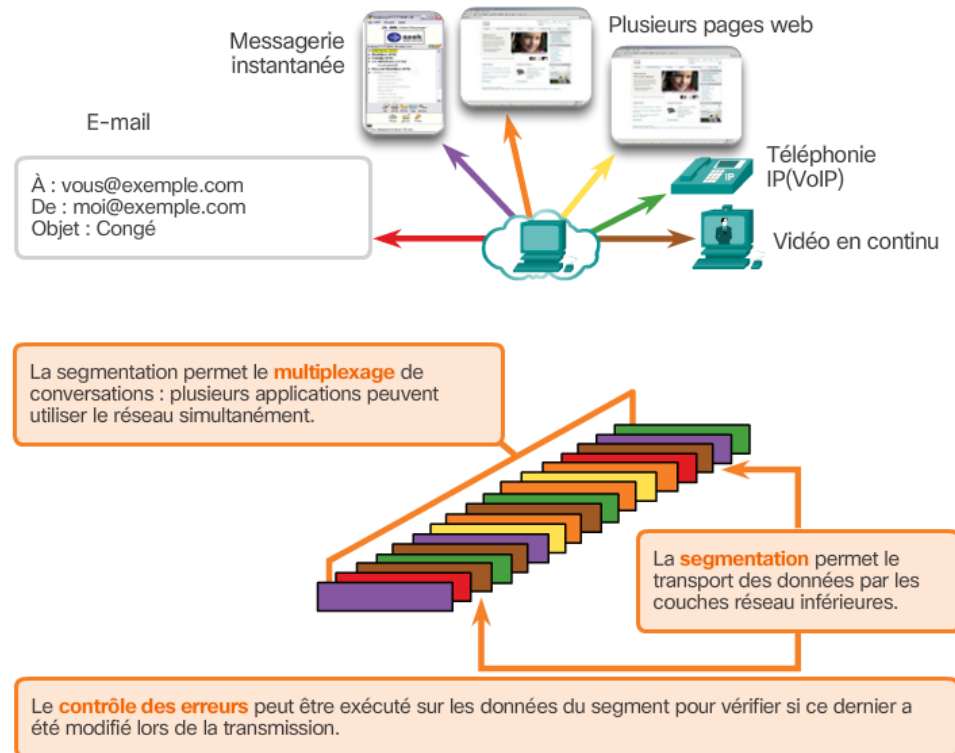 Messagerie
instantanée
Plusieurs pages web
E-mail
À : vous@exemple.com
De : moi@exemple.com
Objet : Congé
Téléphonie
IP(VoIP)
IP
Vidéo en continu
La segmentation permet le multiplexage de
conversations : plusieurs applications peuvent
utiliser le réseau simultanément.
La segmentation permet le
transport des données par les
couches réseau inférieures.
Le contrôle des erreurs peut être exécuté sur les données du segment pour vérifier si ce dernier a
été modifié lors de la transmission.